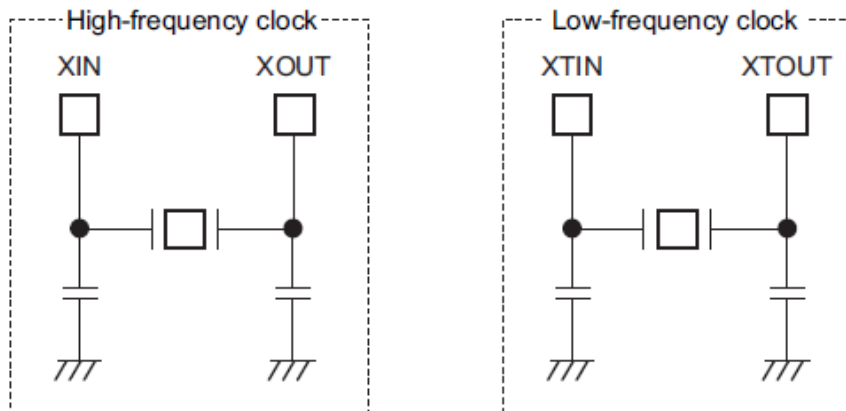 High-frequency clock
XIN XOUT
Low-frequency clock
XTIN XTOUT